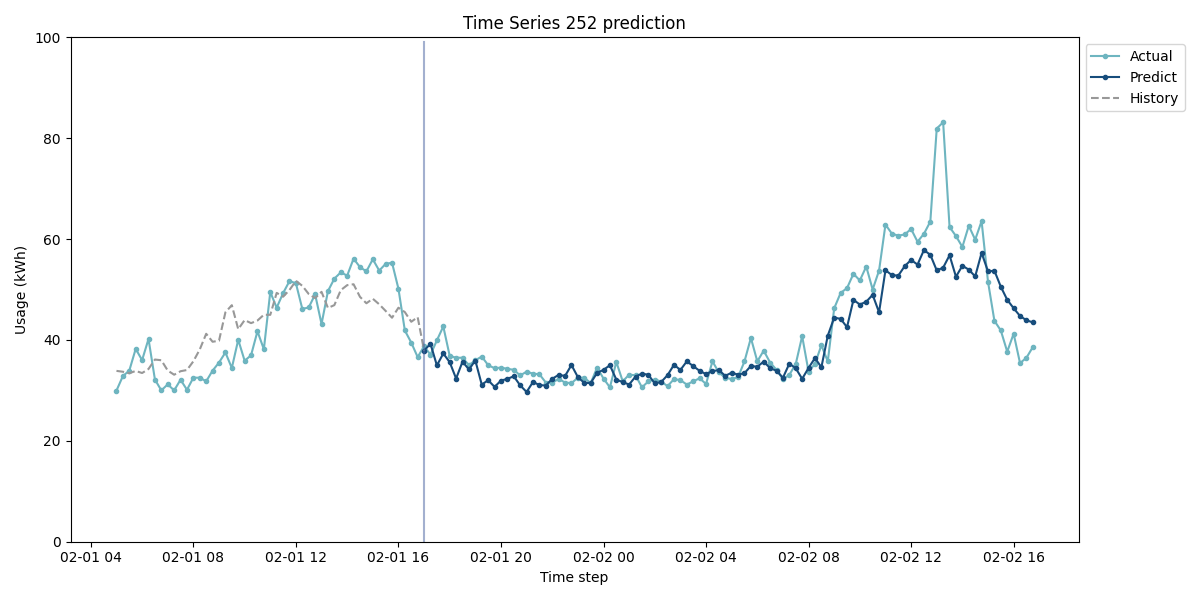 Time Series 252 prediction
100
80
60
40
20
0
Usage (kWh)
02-01 04 02-01 08 02-01 12 02-01 16 02-01 20 02-02 00 02-02 04 02-02 08 02-02 12 02-02 16
Time step
Actual
Predict
History